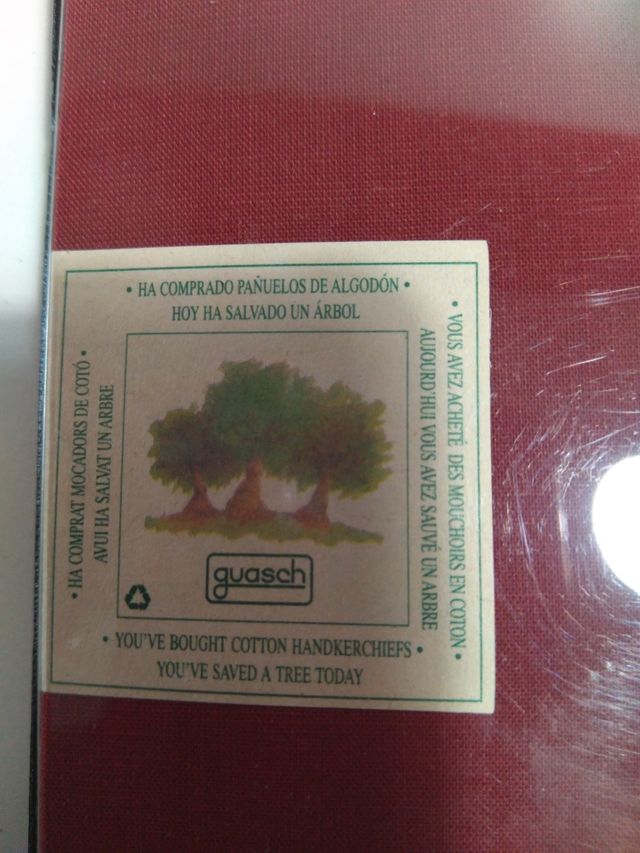 • HA COMPRADO PAÑUELOS DE ALGODÓN •
HOY HA SALVADO UN ÁRBOL
• VOUS AVEZ ACHETÉ DES MOUCHOIRS EN COTON •
AUJOURD'HUI VOUS AVEZ SAUVÉ UN ARBRE
• HA COMPRAT MOCADORS DE COTÓ •
AVUI HA SALVAT UN ARBRE
guasch
• YOU'VE BOUGHT COTTON HANDKERCHIEFS •
YOU'VE SAVED A TREE TODAY